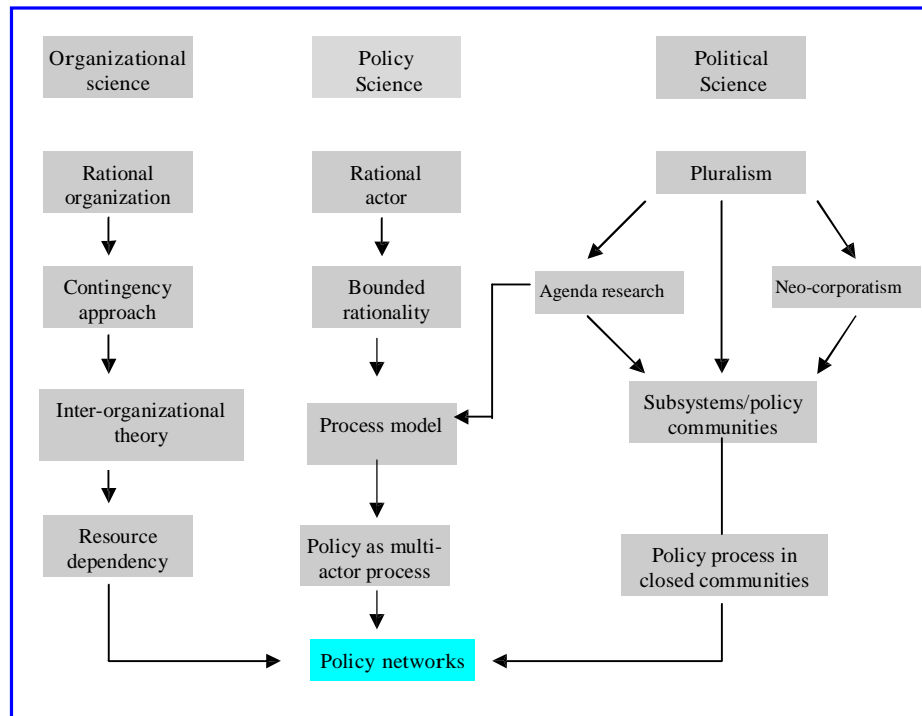 Organizational
science
Policy
Science
Political
Science
Rational
organization
Rational
actor
Pluralism
Contingency
approach
Bounded
rationality
Agenda research
Neo-corporatism
Inter-organizational
theory
Process model
Subsystems/policy
communities
Resource
dependency
Policy as multi-
actor process
Policy process in
closed communities
Policy networks